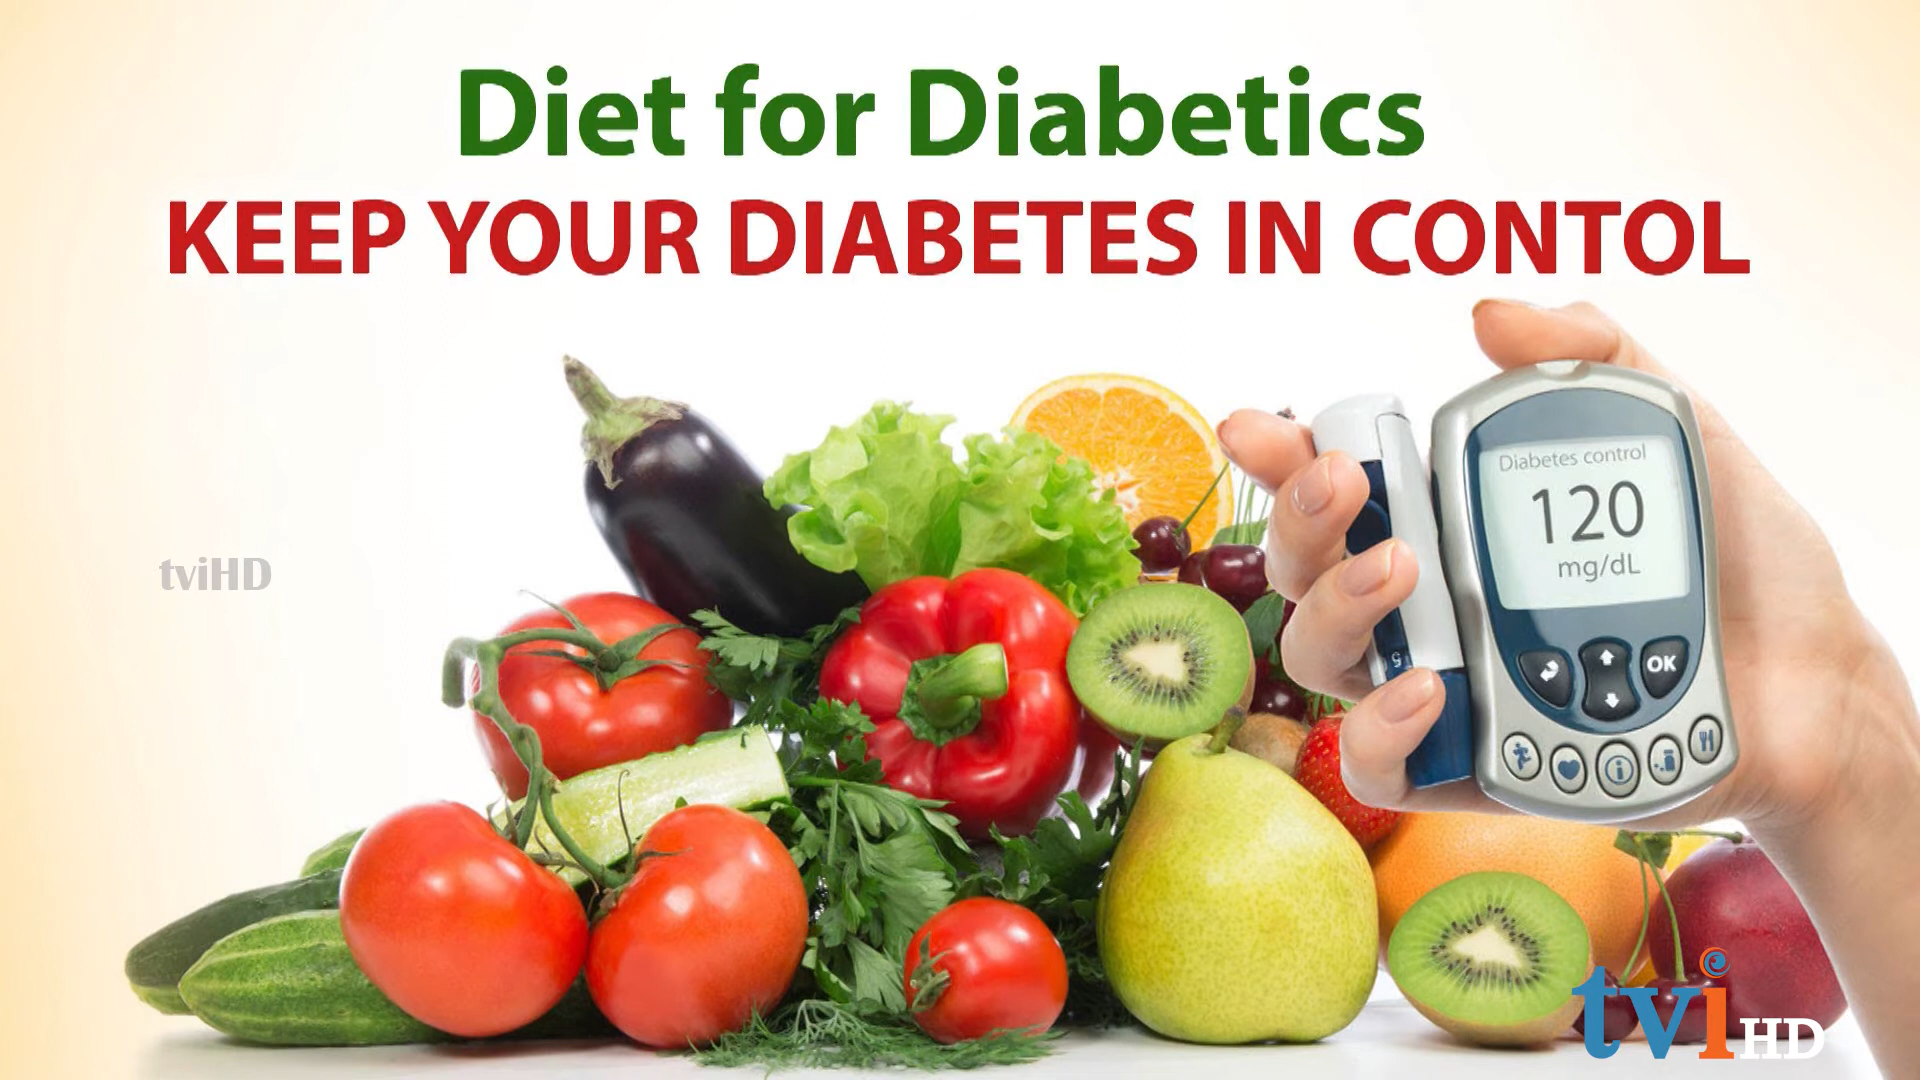 Diet for Diabetics
KEEP YOUR DIABETES IN CONTOL
Diabetes control
120
mg/dL
OK
tviHD
tvi HD